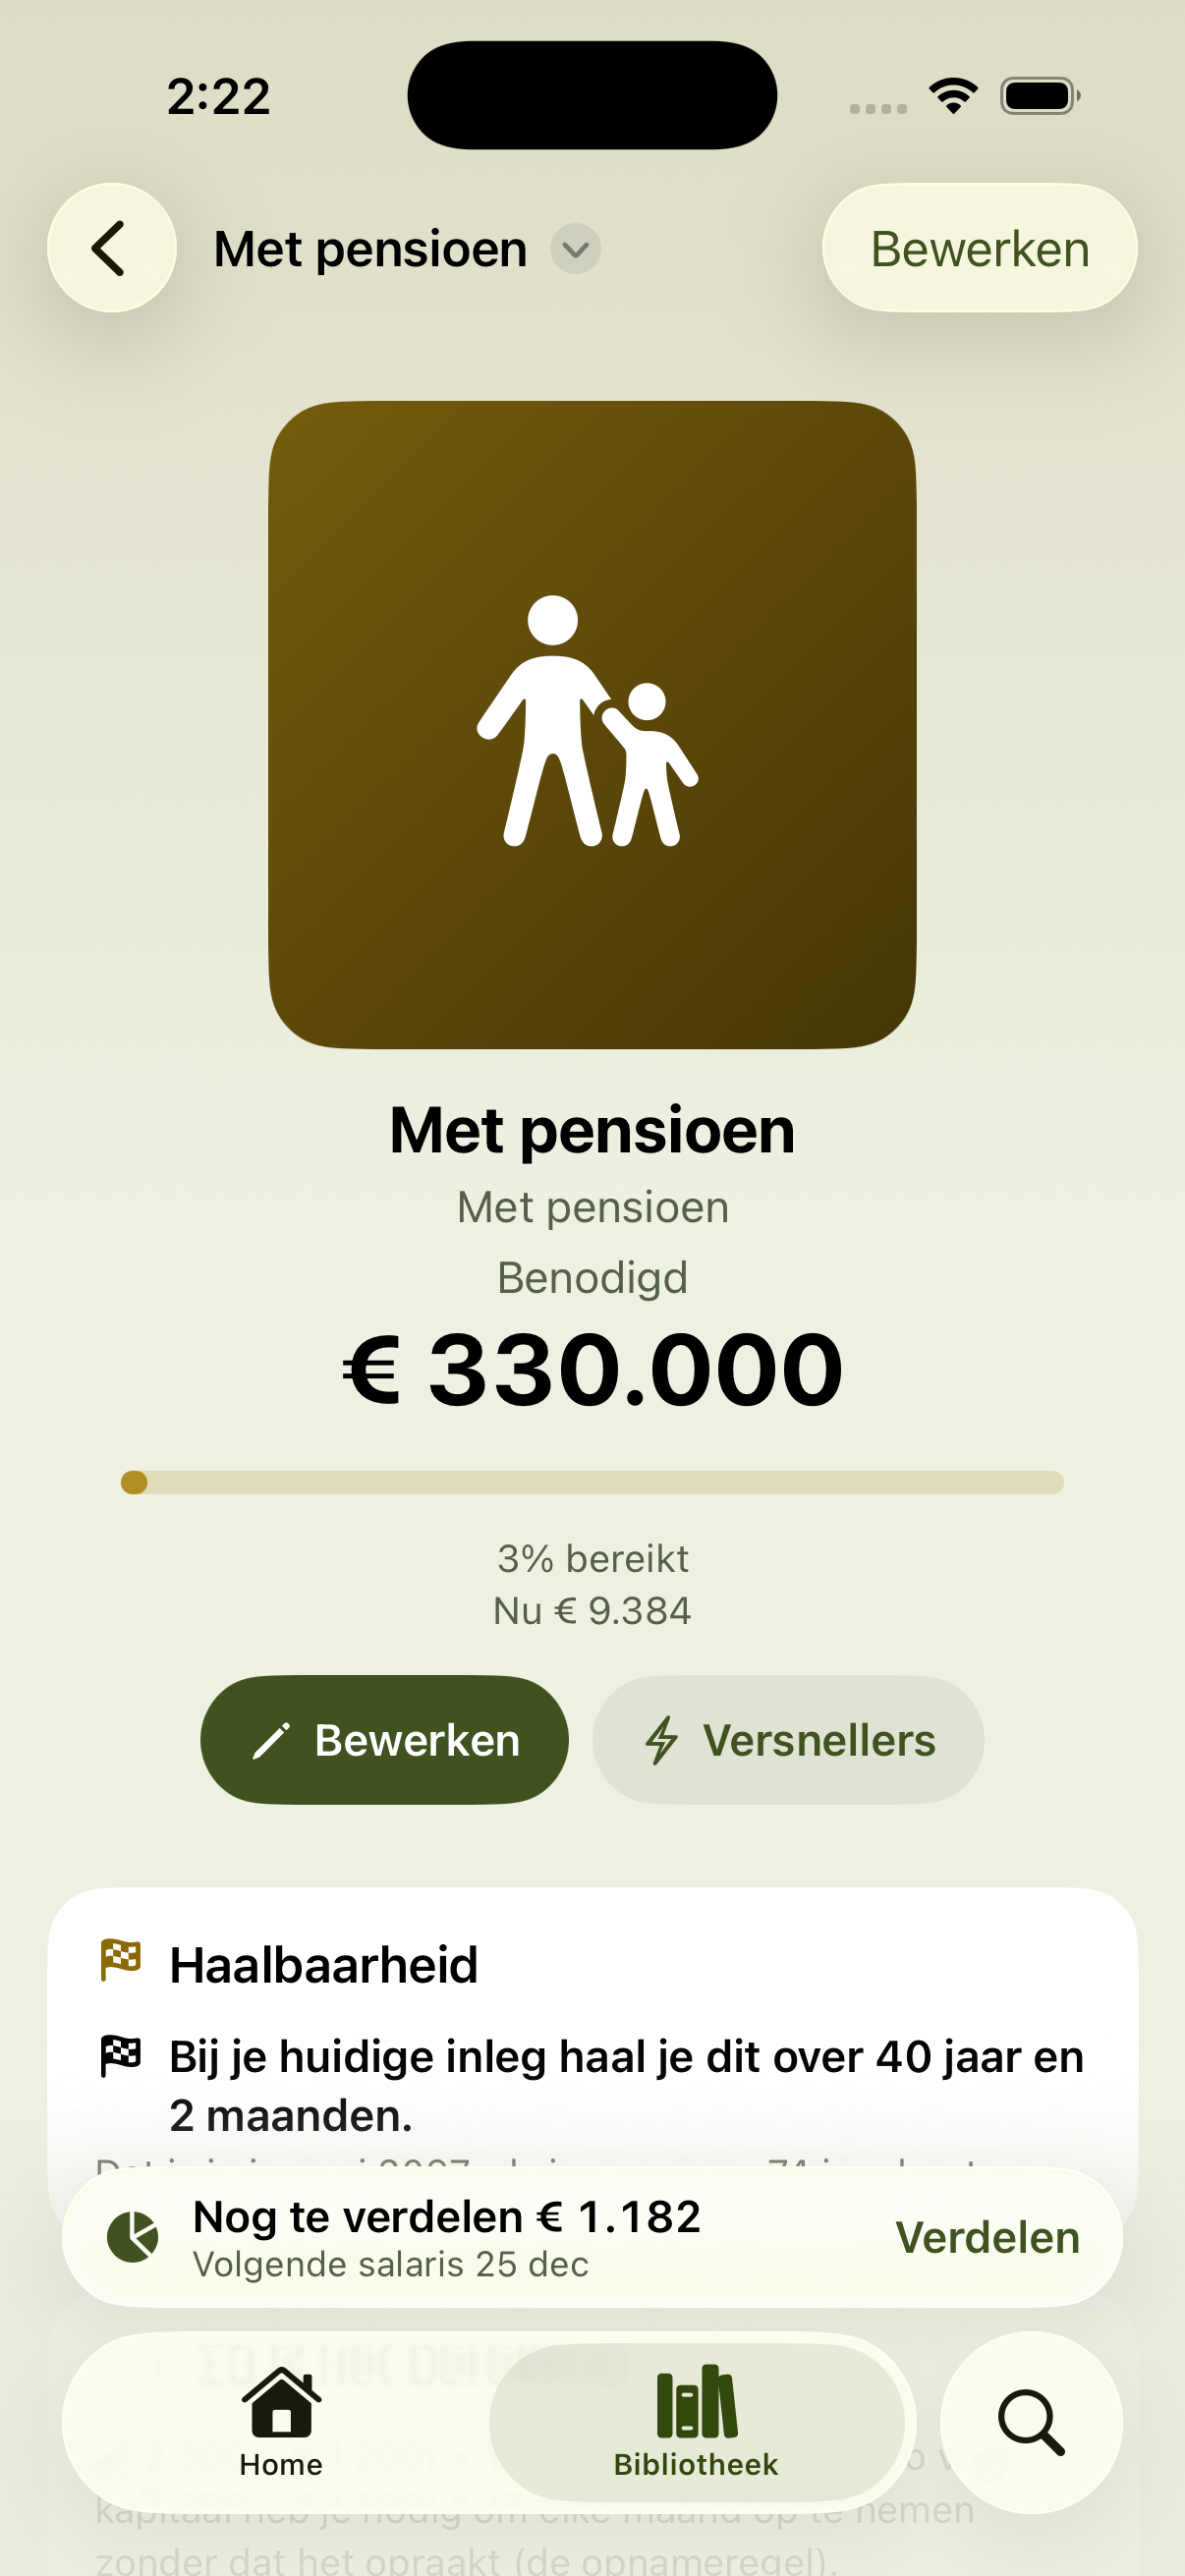 2:22
Met pensioen
Bewerken
Met pensioen
Met pensioen
Benodigd
€ 330.000
3% bereikt
Nu € 9.384
Bewerken
Versnellers
Haalbaarheid
Bij je huidige inleg haal je dit over 40 jaar en
2 maanden.
Nog te verdelen € 1.182
Volgende salaris 25 dec
Verdelen
Home
Bibliotheek
kapitaal heb je nodig om elke maand op te nemen
zonder dat het opraakt (de opnameregel).